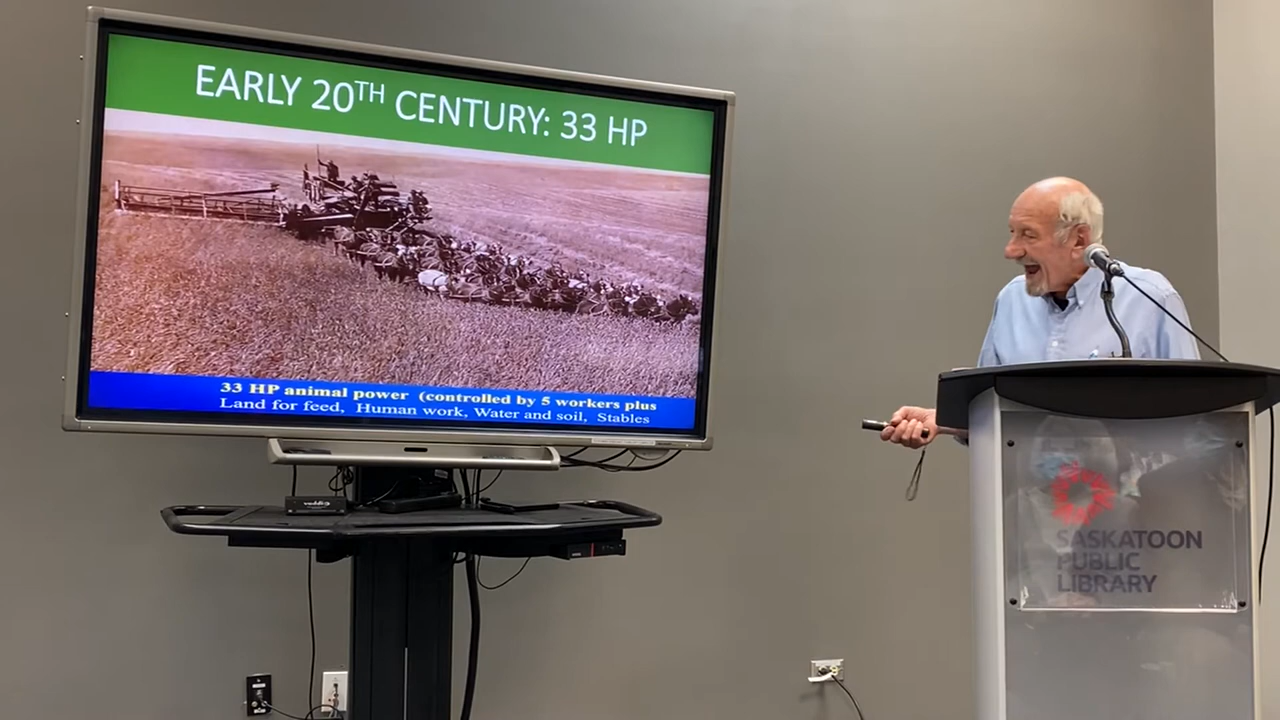 EARLY 20TH CENTURY: 33 HP
33 HP animal power (controlled by 5 workers plus
Land for feed, Human work, Water and soil, Stables
SASKATOON
PUBLIC
LIBRARY